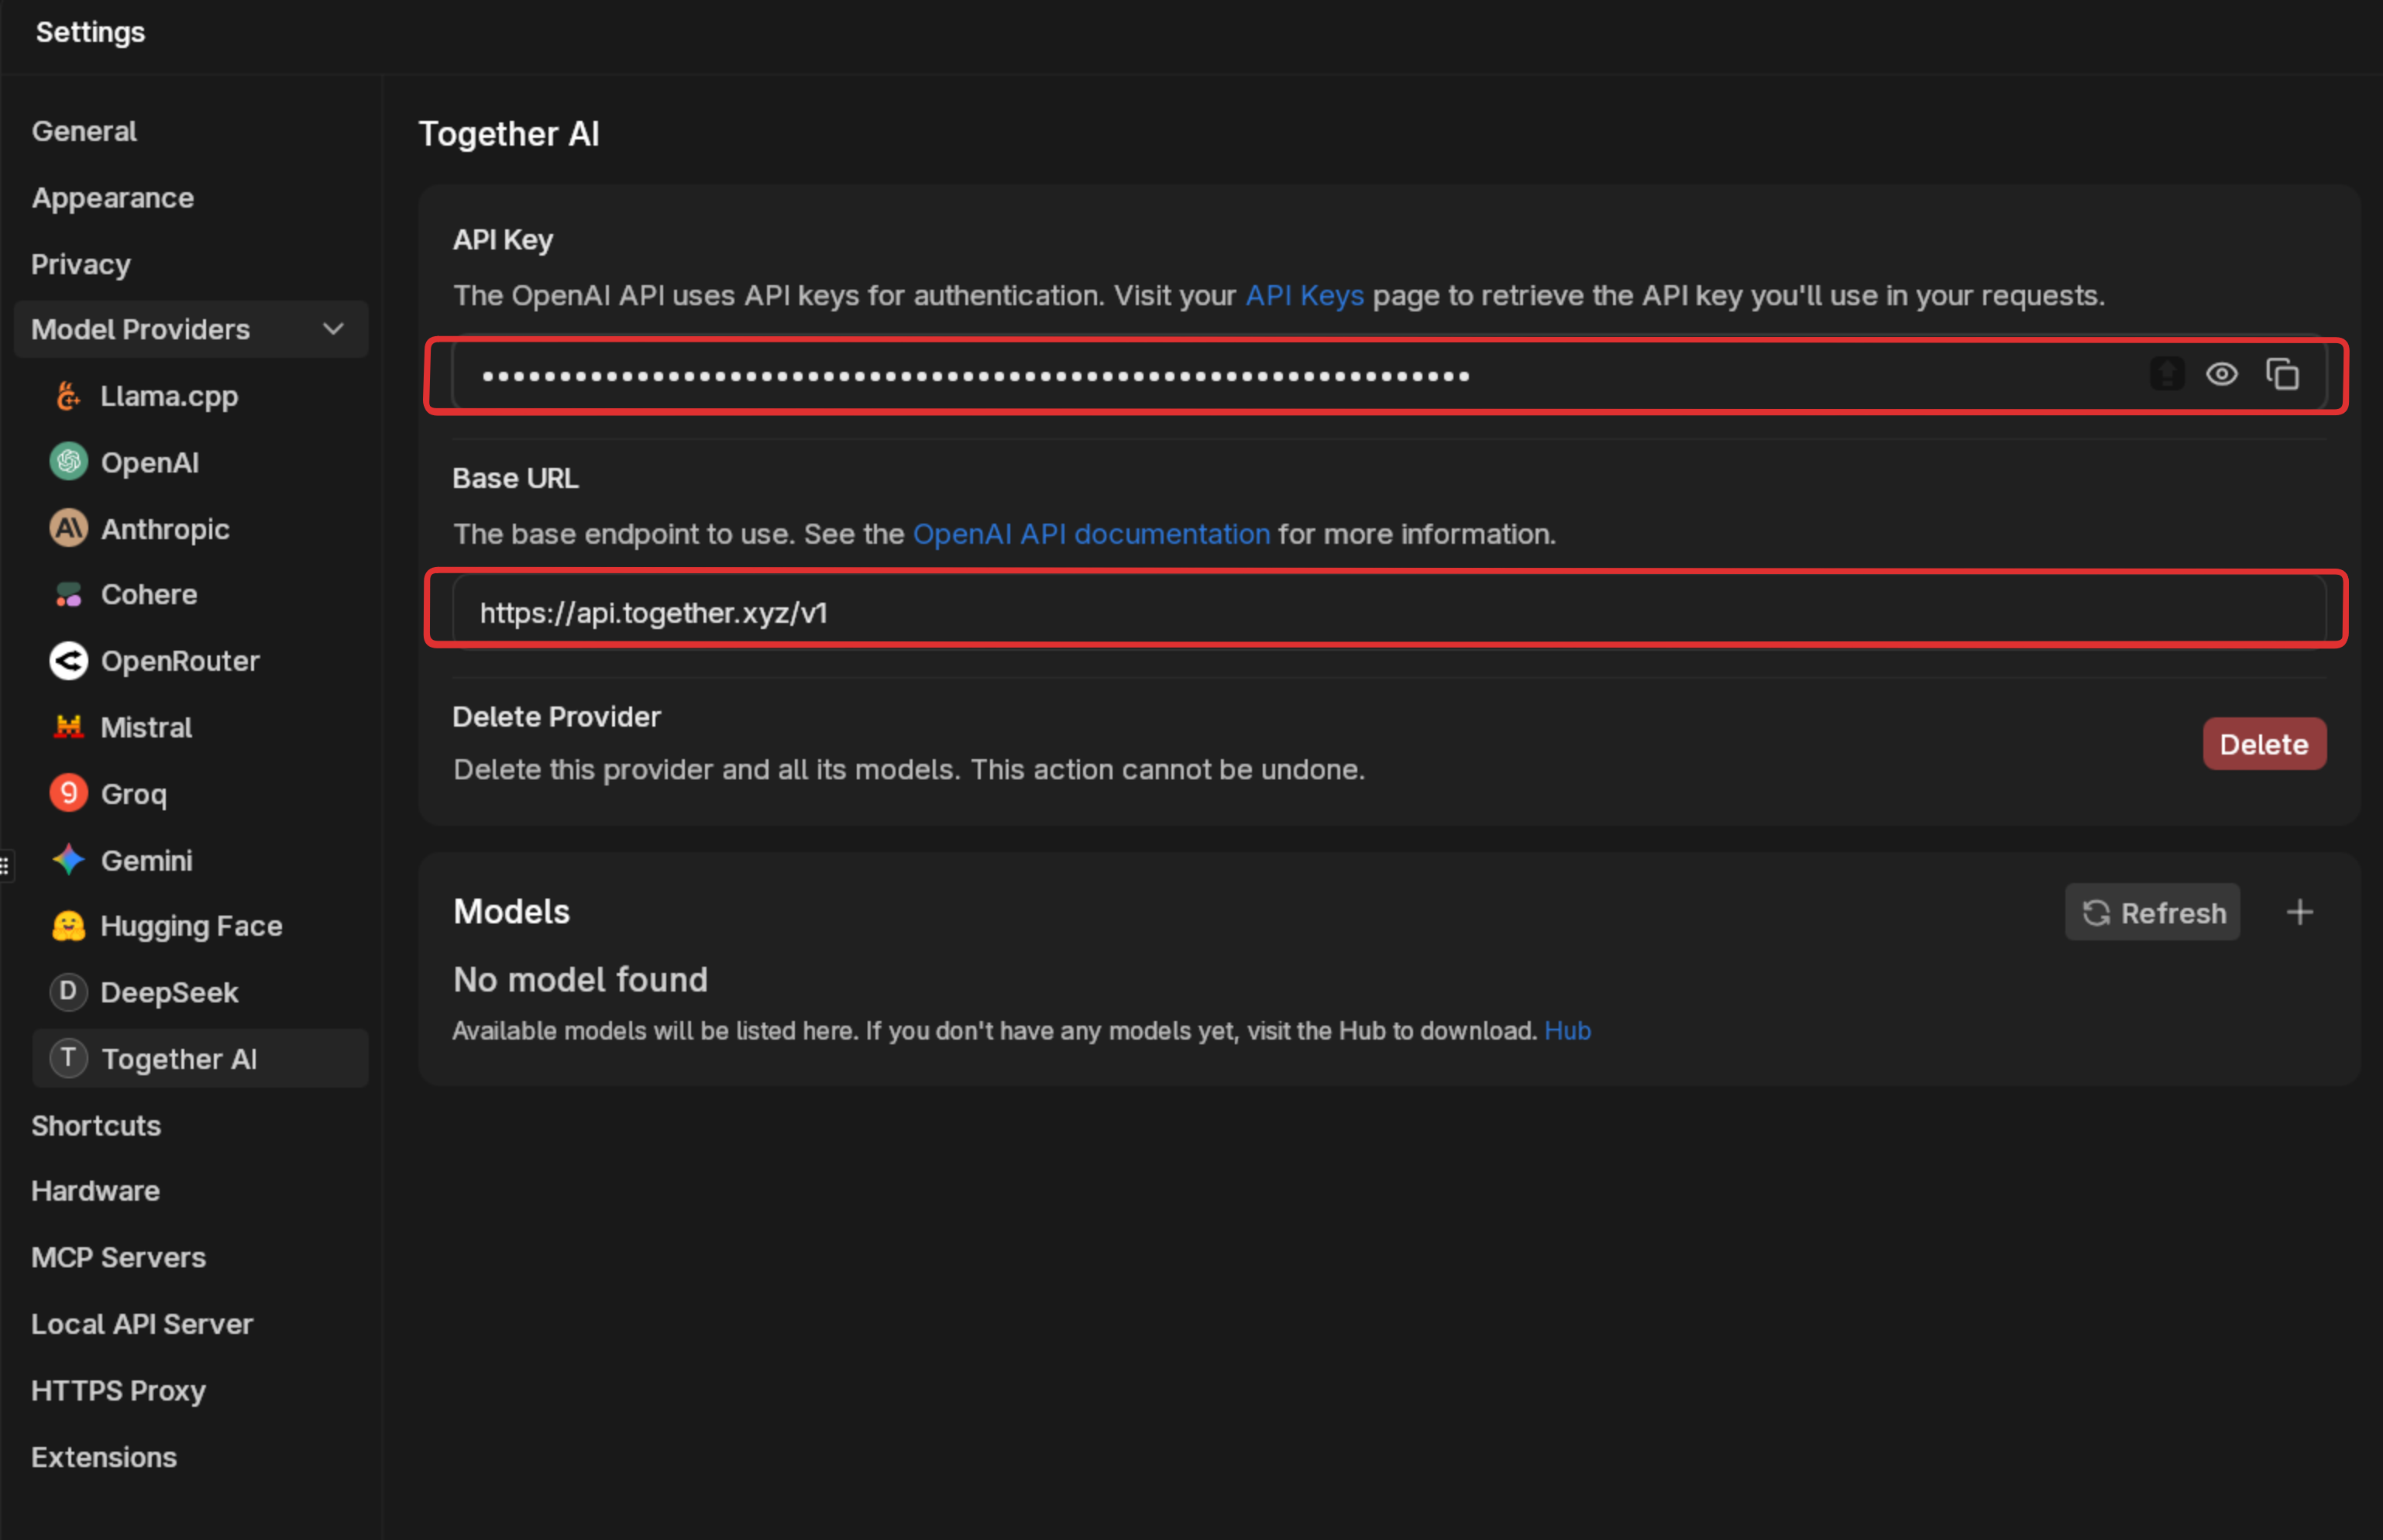 Settings
General
Appearance
Privacy
Model Providers
Llama.cpp
OpenAI
Anthropic
Cohere
OpenRouter
Mistral
Groq
Gemini
Hugging Face
D DeepSeek
T Together AI
Shortcuts
Hardware
MCP Servers
Local API Server
HTTPS Proxy
Extensions
Together AI
API Key
The OpenAI API uses API keys for authentication. Visit your API Keys page to retrieve the API key you'll use in your requests.
Base URL
The base endpoint to use. See the OpenAI API documentation for more information.
https://api.together.xyz/v1
Delete Provider
Delete this provider and all its models. This action cannot be undone.
Delete
Models
Refresh
No model found
Available models will be listed here. If you don't have any models yet, visit the Hub to download. Hub